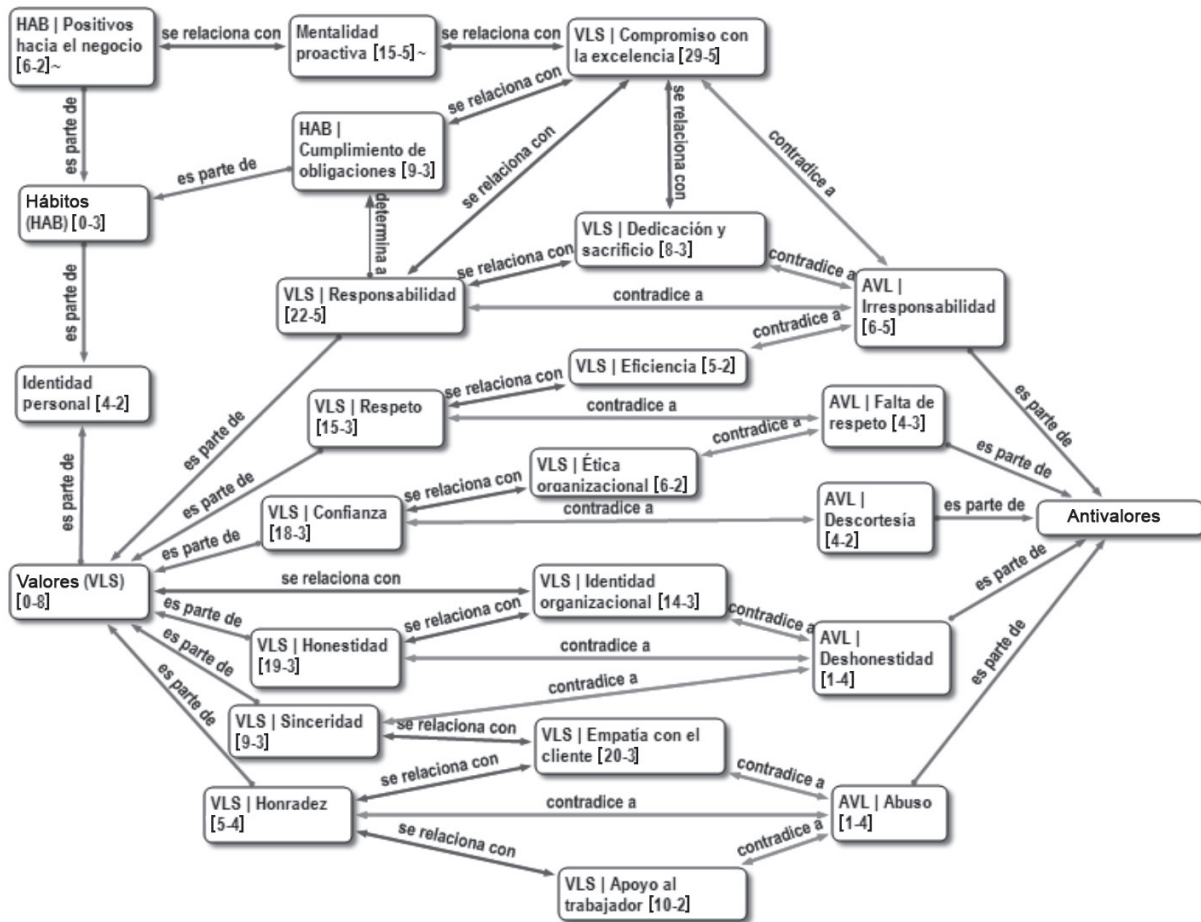 HAB | Positivos
hacia el negocio
[6-2]~
se relaciona con
Mentalidad
proactiva [15-5]~
se relaciona con
VLS | Compromiso con
la excelencia [29-5]
es parte de
se relaciona con
HAB |
Cumplimiento de
obligaciones [9-3]
es parte de
se relaciona con
se relaciona con
contradice a
Hábitos
(HAB) [0-3]
determina a
VLS | Dedicación y
sacrificio [8-3]
se relaciona con
contradice a
es parte de
VLS | Responsabilidad
[22-5]
contradice a
AVL |
Irresponsabilidad
[6-5]
contradice a
VLS | Eficiencia [5-2]
Identidad
personal [4-2]
se relaciona con
VLS | Respeto
[15-3]
contradice a
AVL | Falta de
respeto [4-3]
es parte de
es parte de
contradice a
es parte de
VLS | Ética
organizacional [6-2]
es parte de
es parte de
se relaciona con
VLS | Confianza
[18-3]
contradice a
AVL |
Descortesía
[4-2]
es parte de
Antivalores
es parte de
es parte de
Valores (VLS)
[0-8]
se relaciona con
VLS | Identidad
organizacional [14-3]
es parte de
se relaciona con
contradice a
VLS | Honestidad
[19-3]
contradice a
AVL |
Deshonestidad
[1-4]
es parte de
es parte de
contradice a
es parte de
VLS | Sinceridad
[9-3]
se relaciona con
VLS | Empatía con el
cliente [20-3]
se relaciona con
contradice a
VLS | Honradez
[5-4]
contradice a
AVL | Abuso
[1-4]
se relaciona con
contradice a
VLS | Apoyo al
trabajador [10-2]